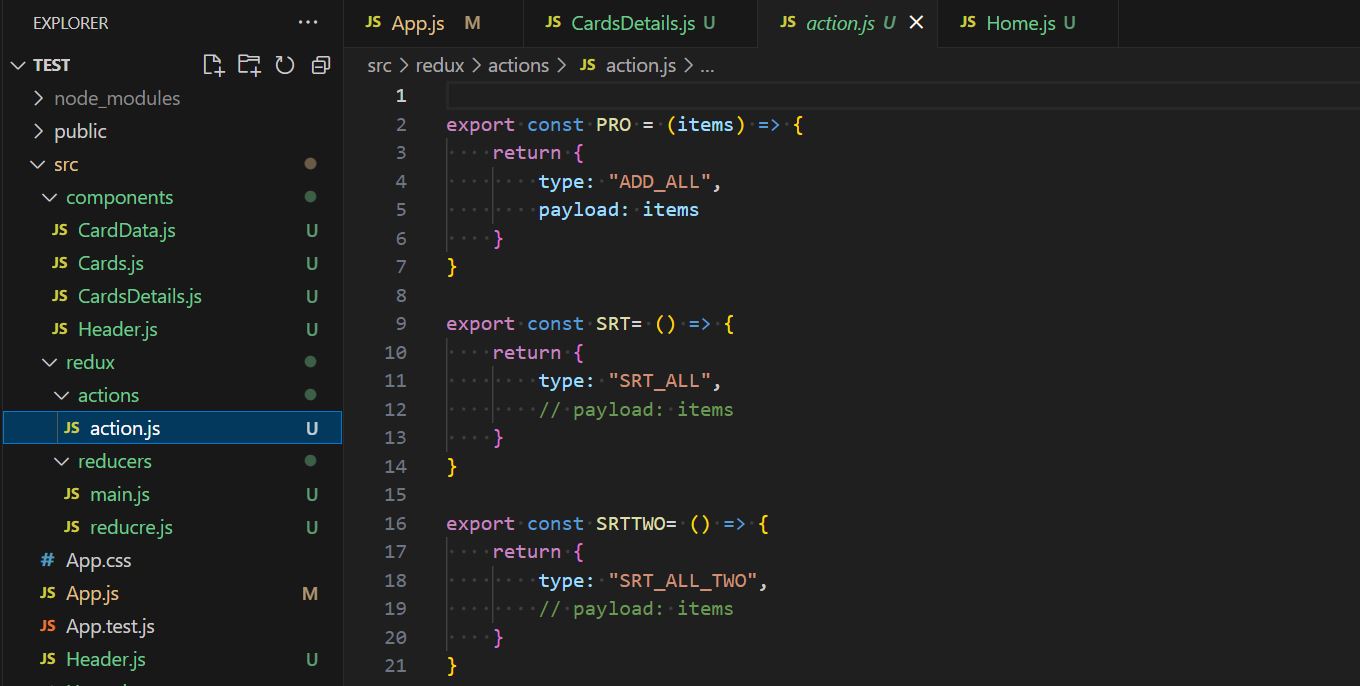 EXPLORER ...
TEST
node_modules
public
src
components
JS CardData.js U
JS Cards.js U
JS CardsDetails.js U
JS Header.js U
redux
actions
JS action.js U
reducers
JS main.js U
JS reducre.js U
# App.css
JS App.js M
JS App.test.js
JS Header.js U
JS App.js M JS CardsDetails.js U JS action.js U JS Home.js U
src > redux > actions > JS action.js > ...
1
2 export const PRO = (items) => {
3 return {
4 type: "ADD_ALL",
5 payload: items
6 }
7 }
8
9 export const SRT= () => {
10 return {
11 type: "SRT_ALL",
12 // payload: items
13 }
14 }
15
16 export const SRTTWO= () => {
17 return {
18 type: "SRT_ALL_TWO",
19 // payload: items
20 }
21 }